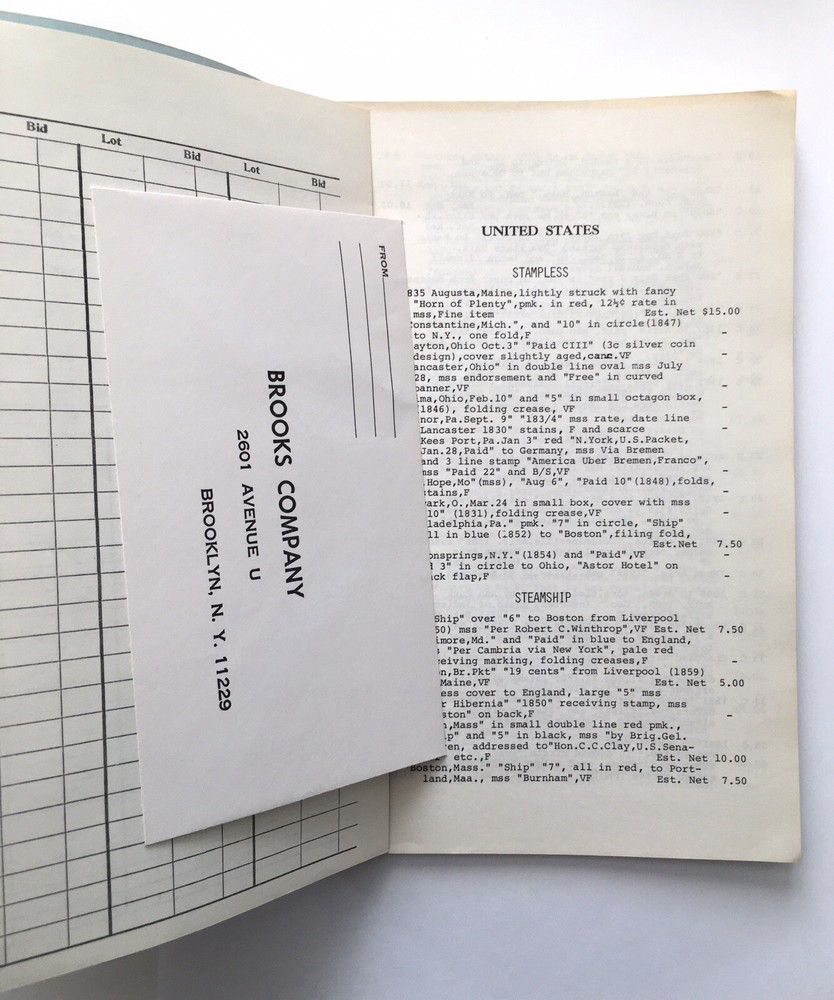 Bid
Lot
Bid
Lot
Bid
FROM
BROOKS COMPANY
2601 AVENUE U
BROOKLYN, N. Y. 11229
UNITED STATES
STAMPLESS
835 Augusta,Maine,lightly struck with fancy
"Horn of Plenty",pmk. in red, 12½¢ rate in
mss,Fine item Est. Net $15.00
onstantine,Mich.", and "10" in circle(1847)
to N.Y., one fold,F -
ayton,Ohio Oct.3" "Paid CIII" (3c silver coin
design),cover slightly aged,canc.VF -
ancaster,Ohio" in double line oval mss July
28, mss endorsement and "Free" in curved
banner,VF -
ima,Ohio,Feb.10" and "5" in small octagon box,
(1846), folding crease, VF -
nor,Pa.Sept. 9" "183/4" mss rate, date line
Lancaster 1830" stains, F and scarce -
Kees Port,Pa.Jan 3" red "N.York,U.S.Packet,
Jan.28,Paid" to Germany, mss Via Bremen
and 3 line stamp "America Uber Bremen,Franco",
mss "Paid 22" and B/S,VF -
.Hope,Mo"(mss), "Aug 6", "Paid 10"(1848),folds,
stains,F -
ark,O.,Mar.24 in small box, cover with mss
10" (1831),folding crease,VF -
iladelphia,Pa." pmk. "7" in circle, "Ship"
ll in blue (1852) to "Boston",filing fold,
Est.Net 7.50
onsprings,N.Y."(1854) and "Paid",VF -
3" in circle to Ohio, "Astor Hotel" on
ck flap,F -
STEAMSHIP
Ship" over "6" to Boston from Liverpool
50) mss "Per Robert C.Winthrop",VF Est. Net 7.50
imore,Md." and "Paid" in blue to England,
"Per Cambria via New York", pale red
ceiving marking, folding creases,F -
n,Br.Pkt" "19 cents" from Liverpool (1859)
Maine,VF Est. Net 5.00
ess cover to England, large "5" mss
r Hibernia" "1850" receiving stamp, mss
ston" on back,F -
n,Mass" in small double line red pmk.,
ip" and "5" in black, mss "by Brig.Gel.
ren, addressed to"Hon.C.C.Clay,U.S.Sena-
etc.,F Est. Net 10.00
Boston,Mass." "Ship" "7", all in red, to Port-
land,Maa., mss "Burnham",VF Est. Net 7.50